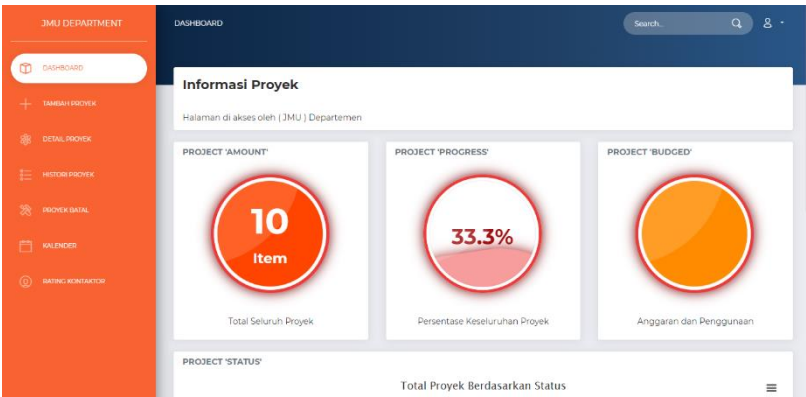 JMU DEPARTMENT
DASHBOARD
Search..
DASHBOARD
TAMBAH PROYEK
DETAIL PROYEK
HISTORI PROYEK
PROYEK BATAL
KALENDER
RATING KONTAKTOR
Informasi Proyek
Halaman di akses oleh ( JMU ) Departemen
PROJECT 'AMOUNT'
10
Item
Total Seluruh Proyek
PROJECT 'PROGRESS'
33.3%
Persentase Keseluruhan Proyek
PROJECT 'BUDGED'
Anggaran dan Penggunaan
PROJECT 'STATUS'
Total Proyek Berdasarkan Status